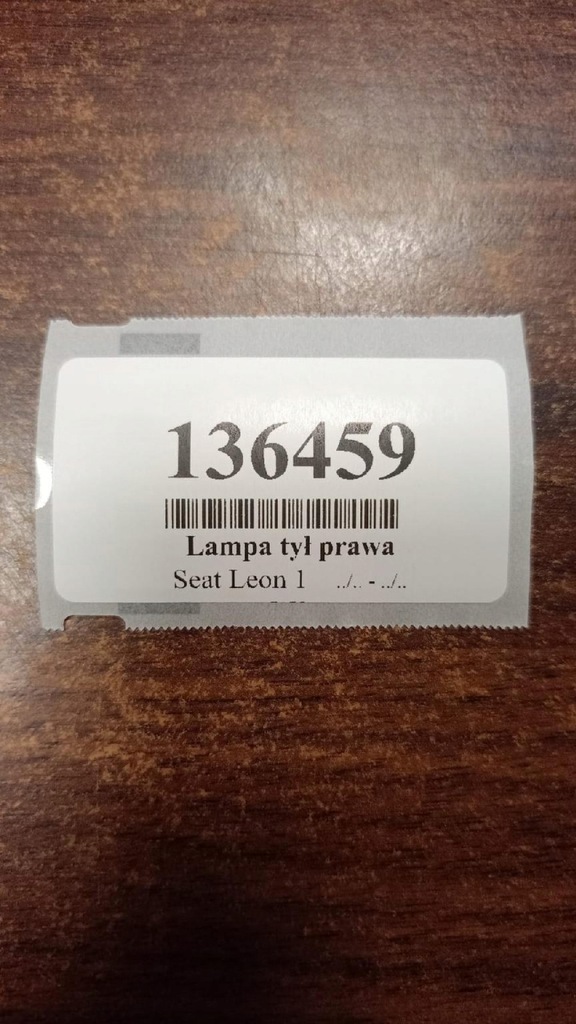 136459
Lampa tył prawa
Seat Leon 1 ../.. - ../..